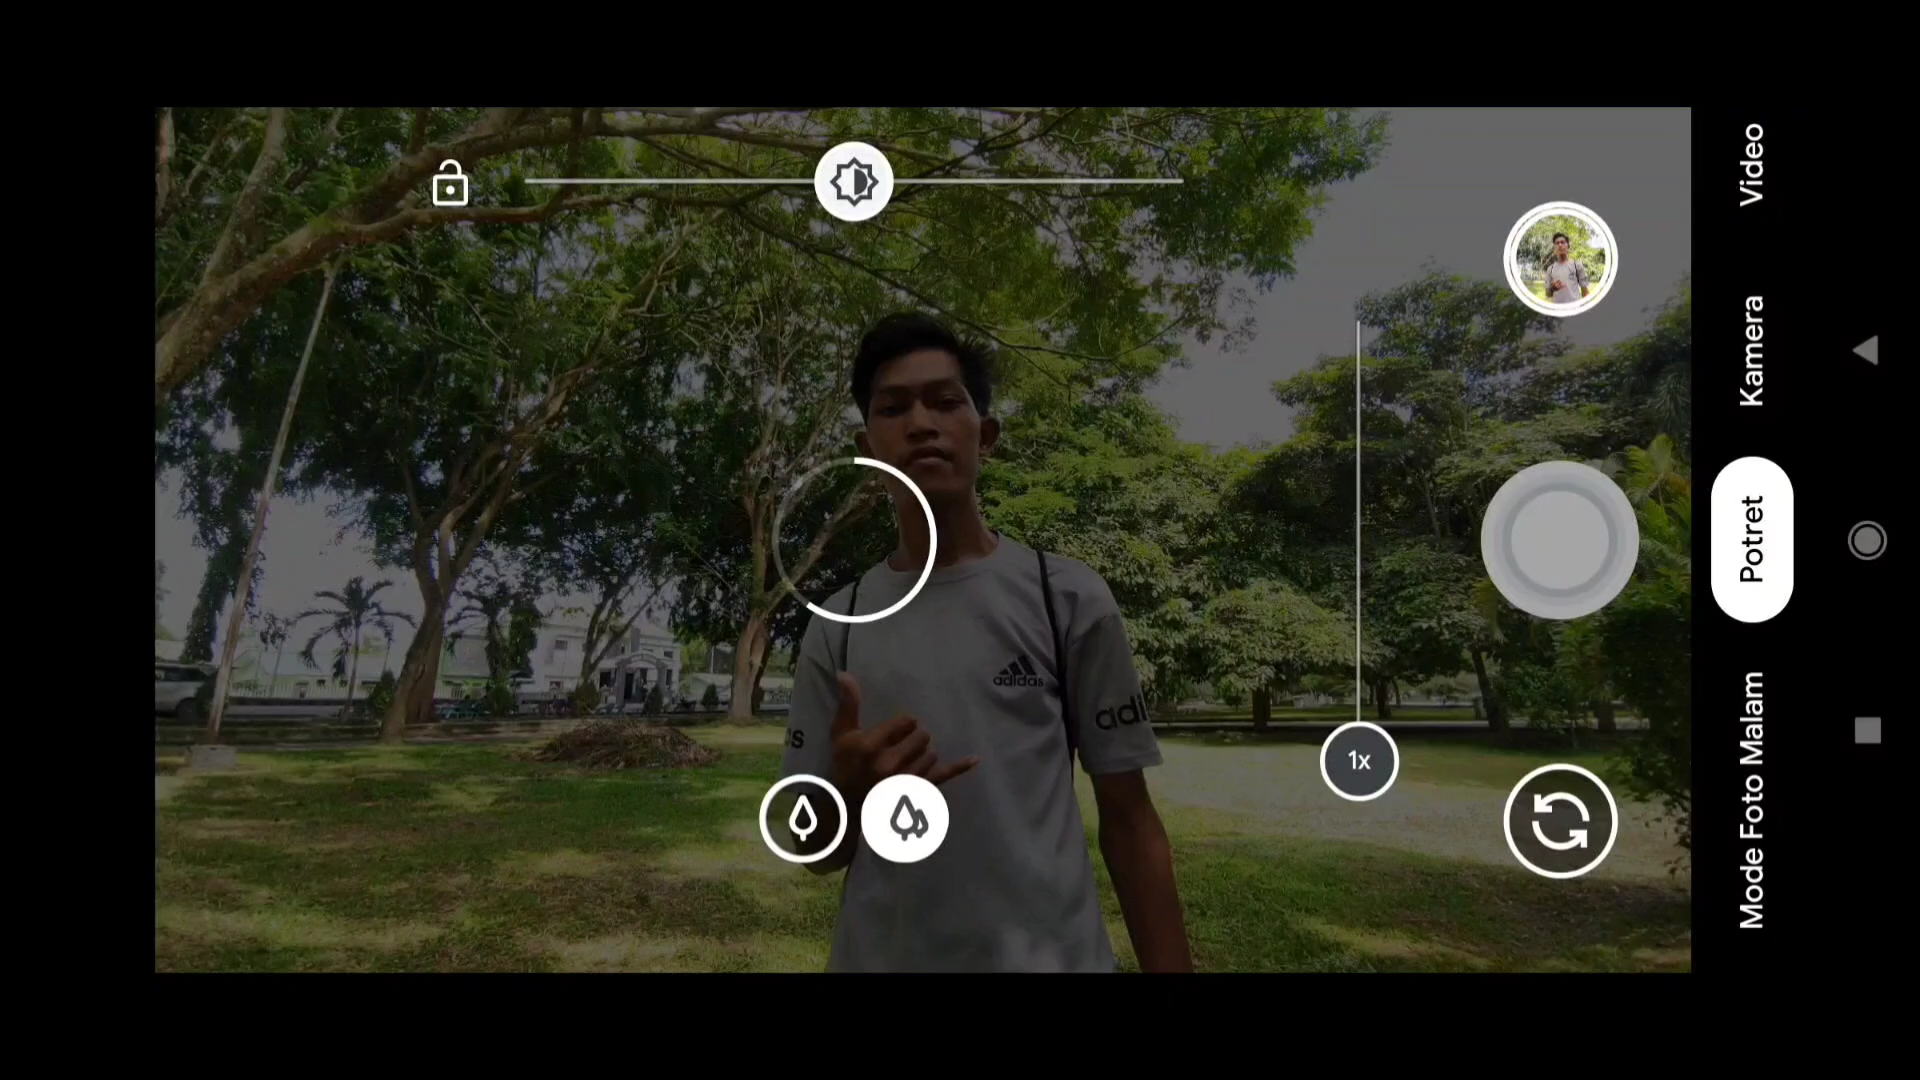 Video
Kamera
Potret
Mode Foto Malam
1x
adidas
adi
s